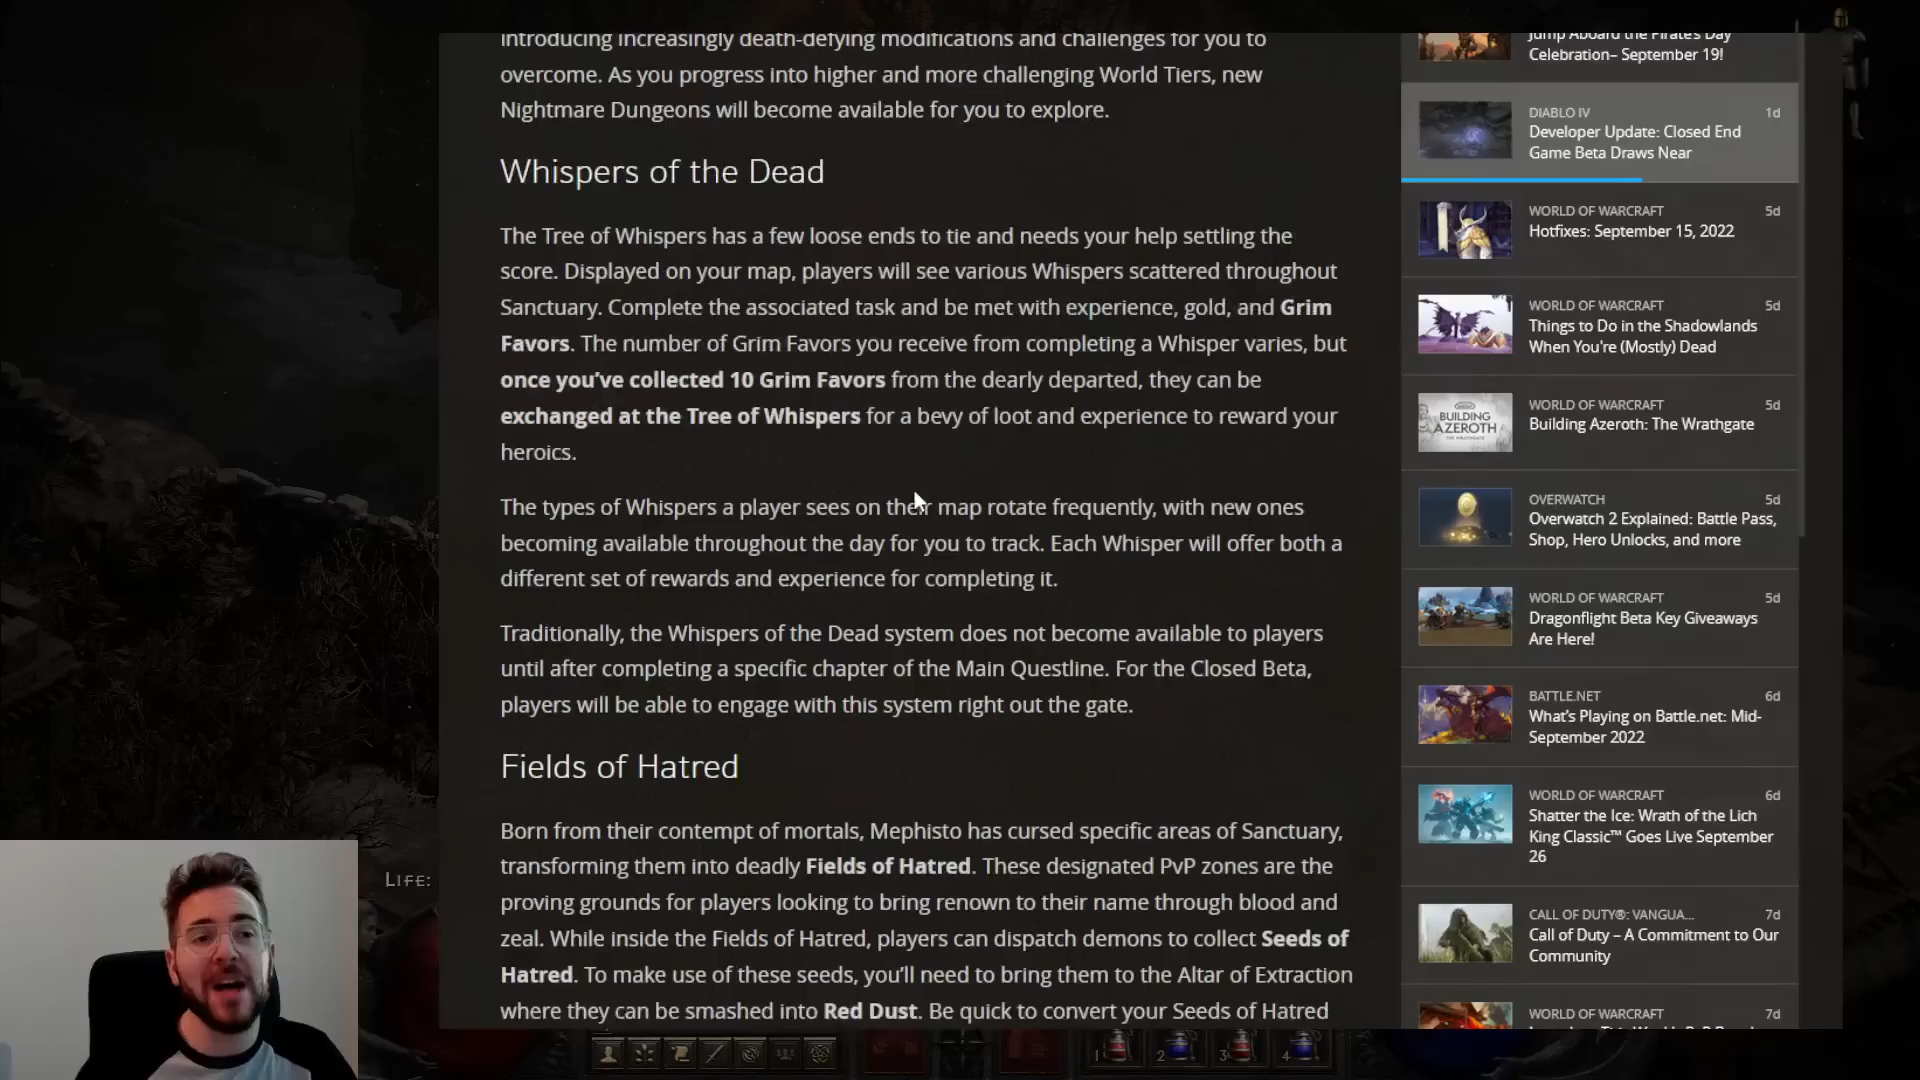 introducing increasingly death-defying modifications and challenges for you to
overcome. As you progress into higher and more challenging World Tiers, new
Nightmare Dungeons will become available for you to explore.
Whispers of the Dead
The Tree of Whispers has a few loose ends to tie and needs your help settling the
score. Displayed on your map, players will see various Whispers scattered throughout
Sanctuary. Complete the associated task and be met with experience, gold, and Grim
Favors. The number of Grim Favors you receive from completing a Whisper varies, but
once you’ve collected 10 Grim Favors from the dearly departed, they can be
exchanged at the Tree of Whispers for a bevy of loot and experience to reward your
heroics.
The types of Whispers a player sees on their map rotate frequently, with new ones
becoming available throughout the day for you to track. Each Whisper will offer both a
different set of rewards and experience for completing it.
Traditionally, the Whispers of the Dead system does not become available to players
until after completing a specific chapter of the Main Questline. For the Closed Beta,
players will be able to engage with this system right out the gate.
Fields of Hatred
Born from their contempt of mortals, Mephisto has cursed specific areas of Sanctuary,
transforming them into deadly Fields of Hatred. These designated PvP zones are the
proving grounds for players looking to bring renown to their name through blood and
zeal. While inside the Fields of Hatred, players can dispatch demons to collect Seeds of
Hatred. To make use of these seeds, you’ll need to bring them to the Altar of Extraction
where they can be smashed into Red Dust. Be quick to convert your Seeds of Hatred
Jump Aboard the Pirate's Day
Celebration– September 19!
DIABLO IV 1d
Developer Update: Closed End
Game Beta Draws Near
WORLD OF WARCRAFT 5d
Hotfixes: September 15, 2022
WORLD OF WARCRAFT 5d
Things to Do in the Shadowlands
When You're (Mostly) Dead
BUILDING
AZEROTH
THE WRATHGATE
WORLD OF WARCRAFT 5d
Building Azeroth: The Wrathgate
OVERWATCH 5d
Overwatch 2 Explained: Battle Pass,
Shop, Hero Unlocks, and more
WORLD OF WARCRAFT 5d
Dragonflight Beta Key Giveaways
Are Here!
BATTLE.NET 6d
What’s Playing on Battle.net: Mid-
September 2022
WORLD OF WARCRAFT 6d
Shatter the Ice: Wrath of the Lich
King Classic™ Goes Live September
26
CALL OF DUTY®: VANGUA... 7d
Call of Duty – A Commitment to Our
Community
WORLD OF WARCRAFT 7d
LIFE:
1 2 3 4